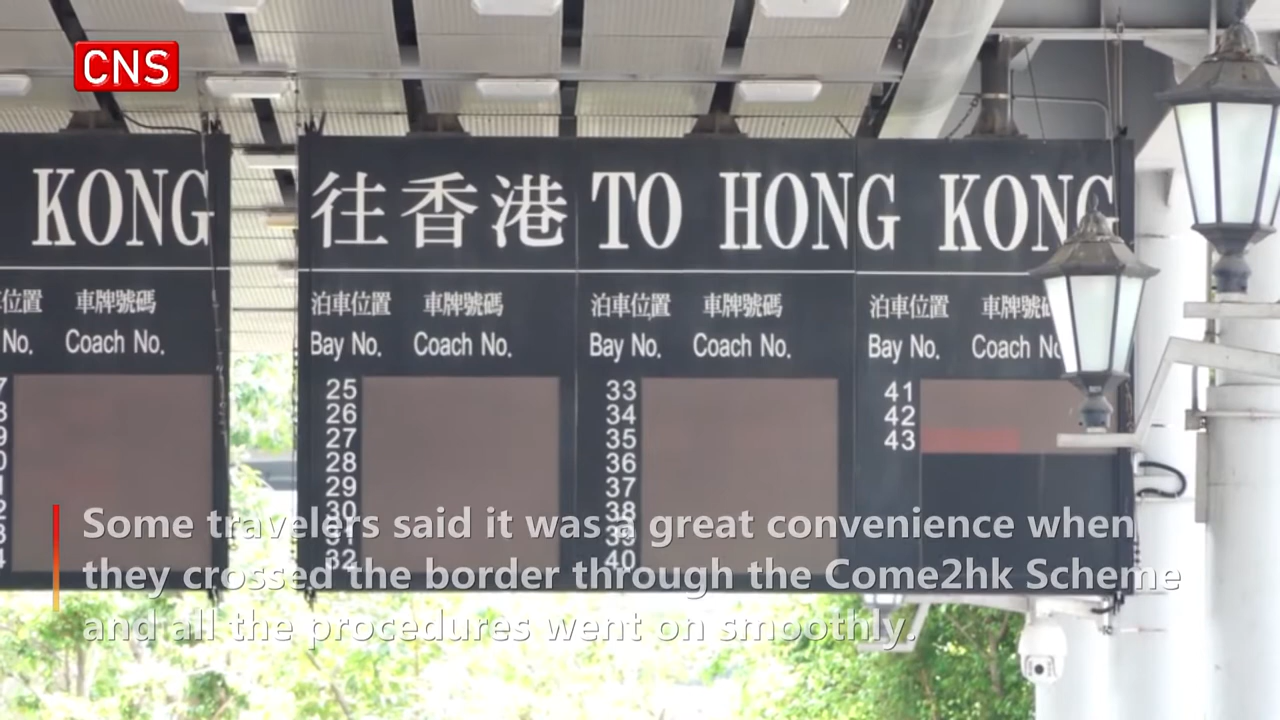 CNS
KONG
往香港 TO HONG KONG
位置 車牌號碼
No. Coach No.
泊車位置 車牌號碼 泊車位置 車牌號碼 泊車位置 車牌號碼
Bay No. Coach No. Bay No. Coach No. Bay No. Coach No.
25 33 41
26 34 42
27 35 43
28 36
29 37
30 38
31 39
32 40
Some travelers said it was a great convenience when
they crossed the border through the Come2hk Scheme
and all the procedures went on smoothly.